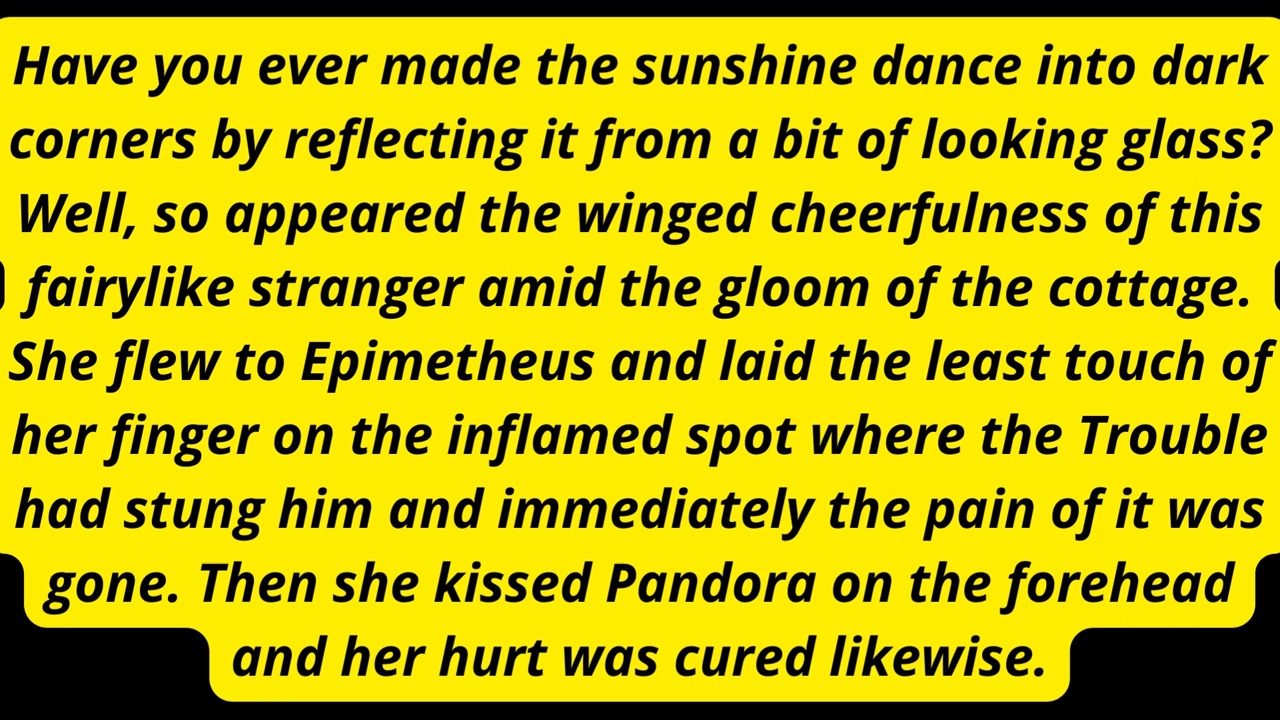 Have you ever made the sunshine dance into dark
corners by reflecting it from a bit of looking glass?
Well, so appeared the winged cheerfulness of this
fairylike stranger amid the gloom of the cottage.
She flew to Epimetheus and laid the least touch of
her finger on the inflamed spot where the Trouble
had stung him and immediately the pain of it was
gone. Then she kissed Pandora on the forehead
and her hurt was cured likewise.